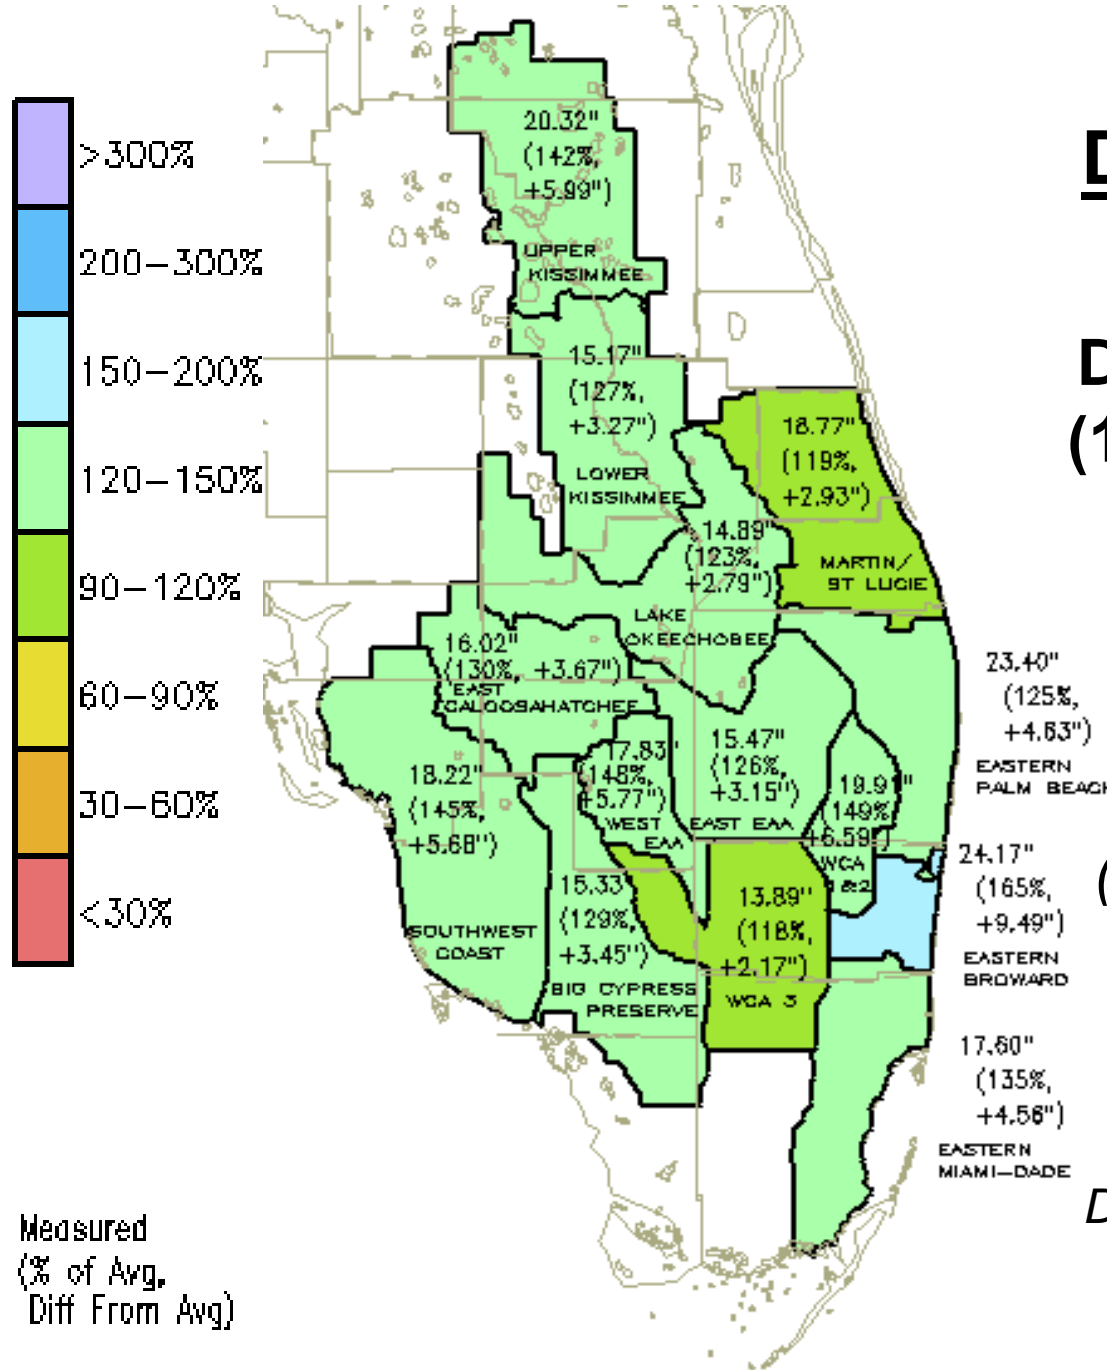 >300%
200-300%
150-200%
120-150%
90-120%
60-90%
30-60%
<30%
Measured
(% of Avg,
Diff From Avg)
20.32"
(142%,
+5.99")
UPPER
KISSIMMEE
15.17"
(127%,
+3.27")
LOWER
KISSIMMEE
18.77"
(119%,
+2.93")
MARTIN/
ST LUCIE
14.89"
(123%,
+2.79")
LAKE
OKEECHOBEE
16.02"
(130%, +3.67")
EAST
CALOOSAHATCHEE
23.40"
(125%,
+4.63")
EASTERN
PALM BEACH
17.83"
(148%,
+5.77")
WEST
EAA
15.47"
(126%,
+3.15")
EAST EAA
19.91"
(149%
+6.59")
WCA
1&2
18.22"
(145%,
+5.68")
SOUTHWEST
COAST
15.33
(129%,
+3.45")
BIG CYPRESS
PRESERVE
13.89"
(118%,
+2.17")
WCA 3
24.17"
(165%,
+9.49")
EASTERN
BROWARD
17.60"
(135%,
+4.56")
EASTERN
MIAMI-DADE
D
D
(1
(
D